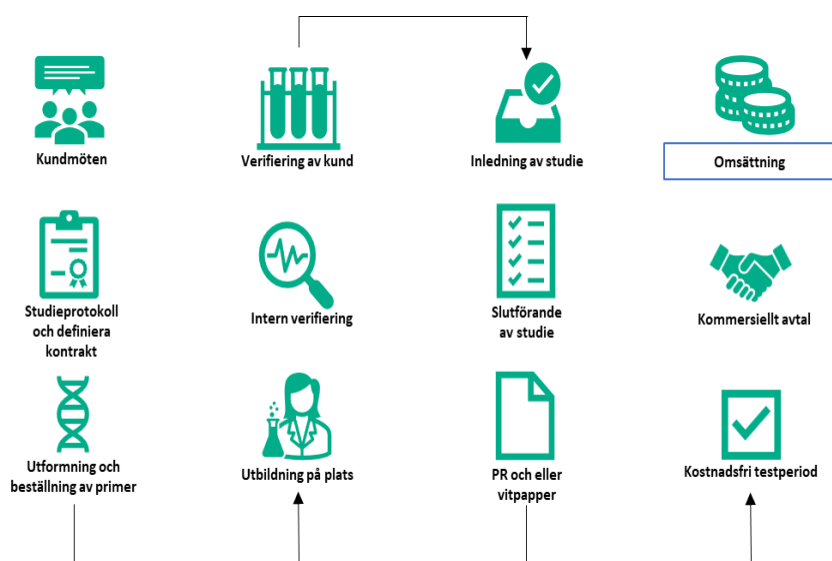 Kundmöten
Verifiering av kund
Inledning av studie
Omsättning
Studieprotokoll
och definiera
kontrakt
Intern verifiering
Slutförande
av studie
Kommersiellt avtal
Utformning och
beställning av primer
Utbildning på plats
PR och eller
vitpapper
Kostnadsfri testperiod